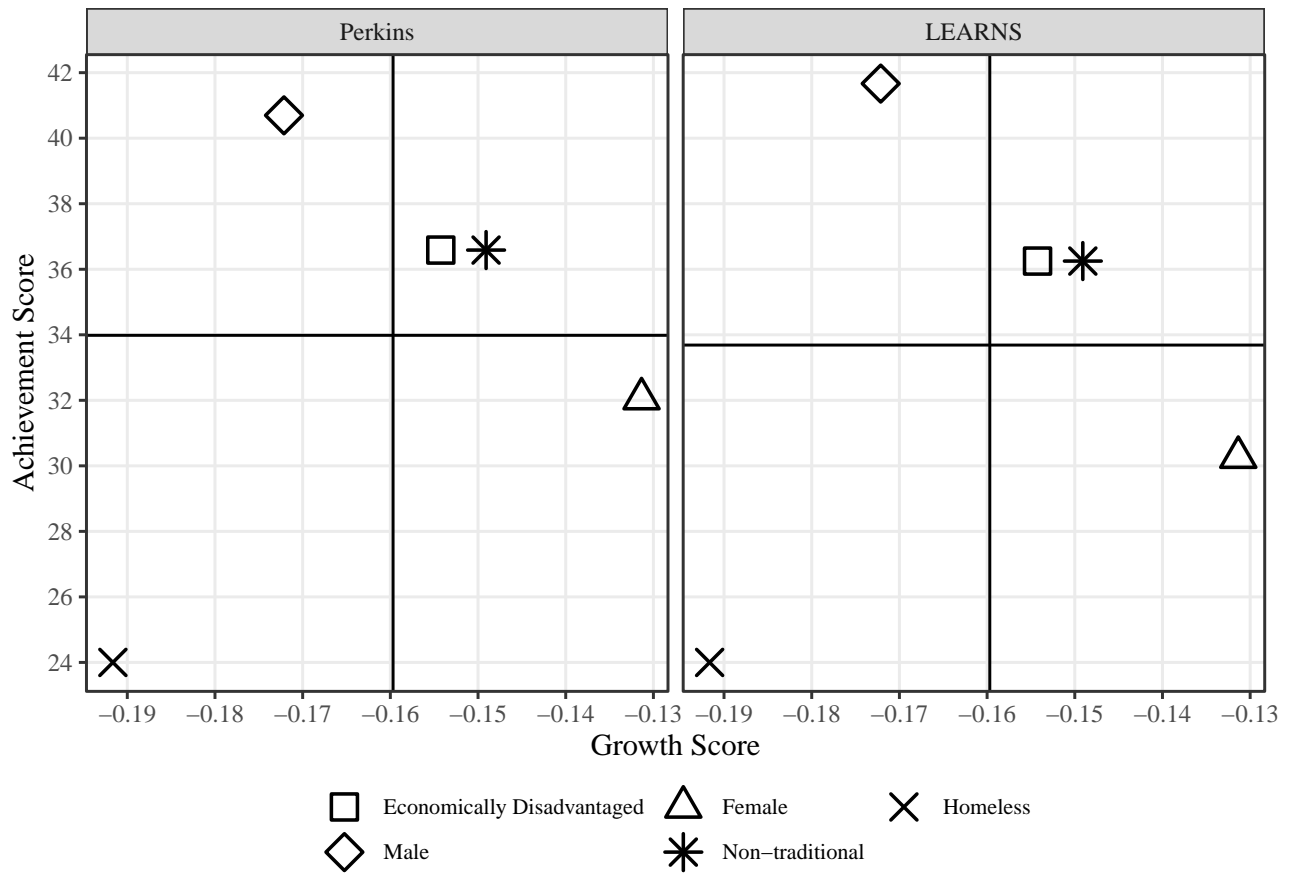 Perkins LEARNS
42
40
38
36
34
32
30
28
26
24
Achievement Score
−0.19 −0.18 −0.17 −0.16 −0.15 −0.14 −0.13 −0.19 −0.18 −0.17 −0.16 −0.15 −0.14 −0.13
Growth Score
Economically Disadvantaged Female Homeless
Male Non−traditional